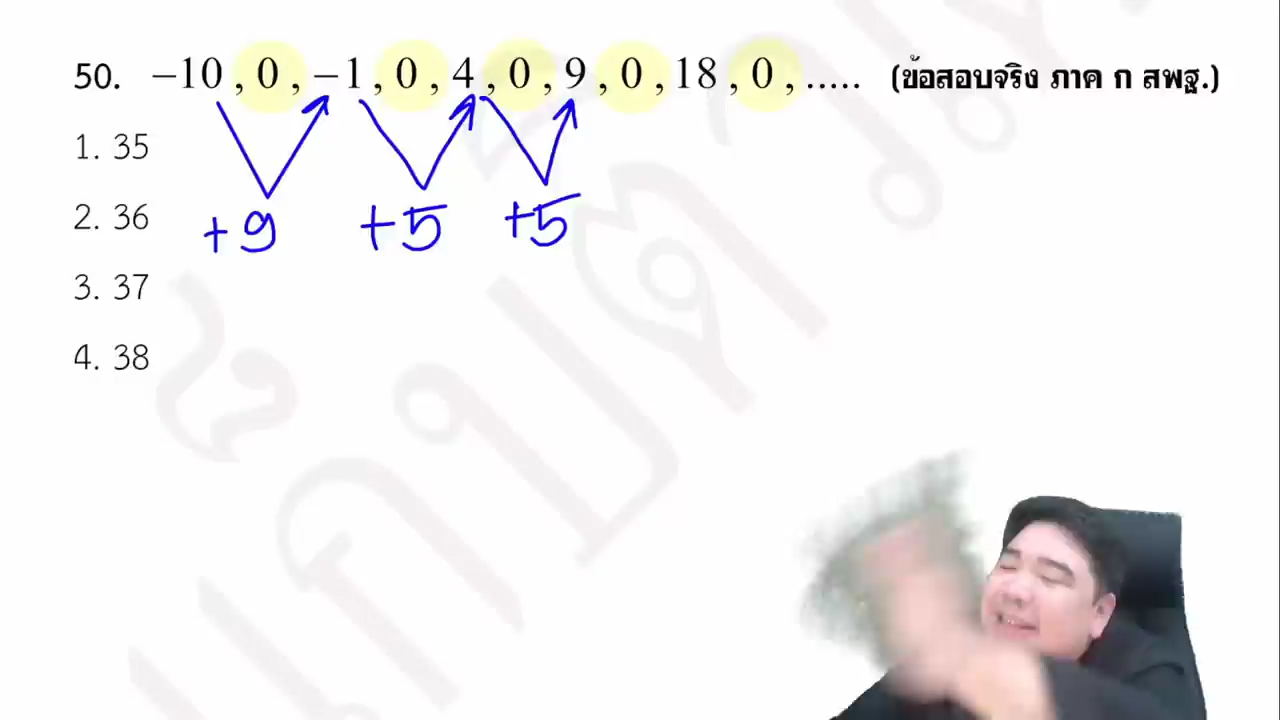 50. −10 , 0 , −1 , 0 , 4 , 0 , 9 , 0 , 18 , 0 , ..... (ข้อสอบจริง ภาค ก สพฐ.)
1. 35
2. 36
+9 +5 +5
3. 37
4. 38